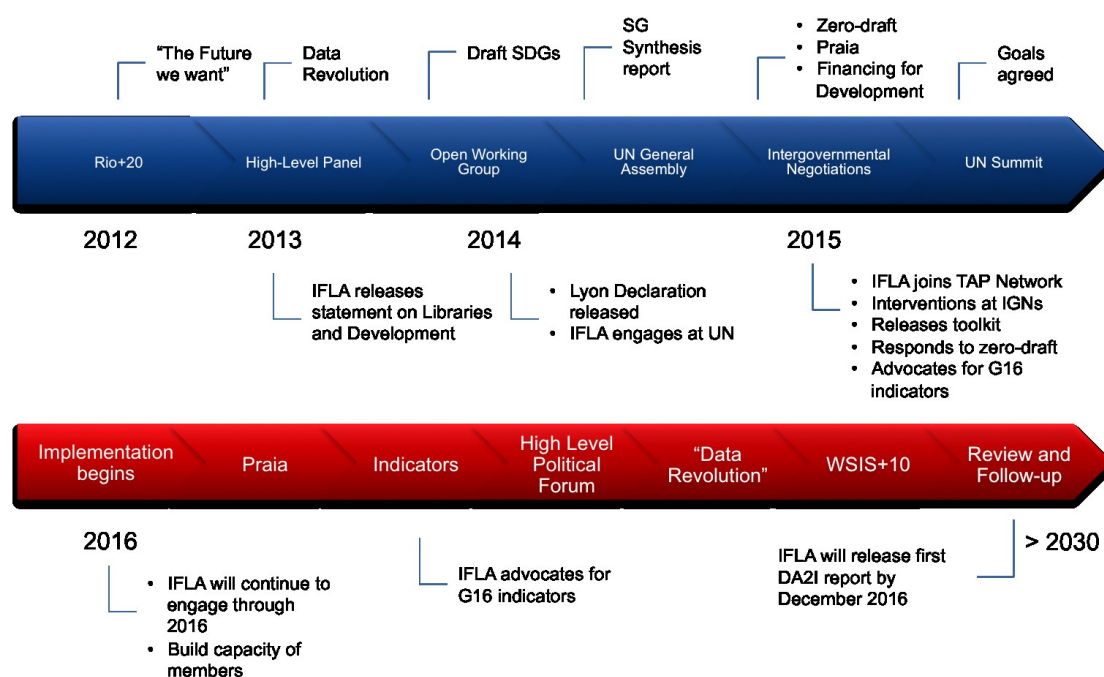 “The Future
we want”
Data
Revolution
Draft SDGs
SG
Synthesis
report
• Zero-draft
• Praia
• Financing for
Development
Goals
agreed
Rio+20
High-Level Panel
Open Working
Group
UN General
Assembly
Intergovernmental
Negotiations
UN Summit
2012
2013
2014
2015
IFLA releases
statement on Libraries
and Development
• Lyon Declaration
released
• IFLA engages at UN
• IFLA joins TAP Network
• Interventions at IGNs
• Releases toolkit
• Responds to zero-draft
• Advocates for G16
indicators
Implementation
begins
Praia
Indicators
High Level
Political
Forum
“Data
Revolution”
WSIS+10
Review and
Follow-up
2016
> 2030
• IFLA will continue to
engage through
2016
• Build capacity of
members
IFLA advocates for
G16 indicators
IFLA will release first
DA2I report by
December 2016